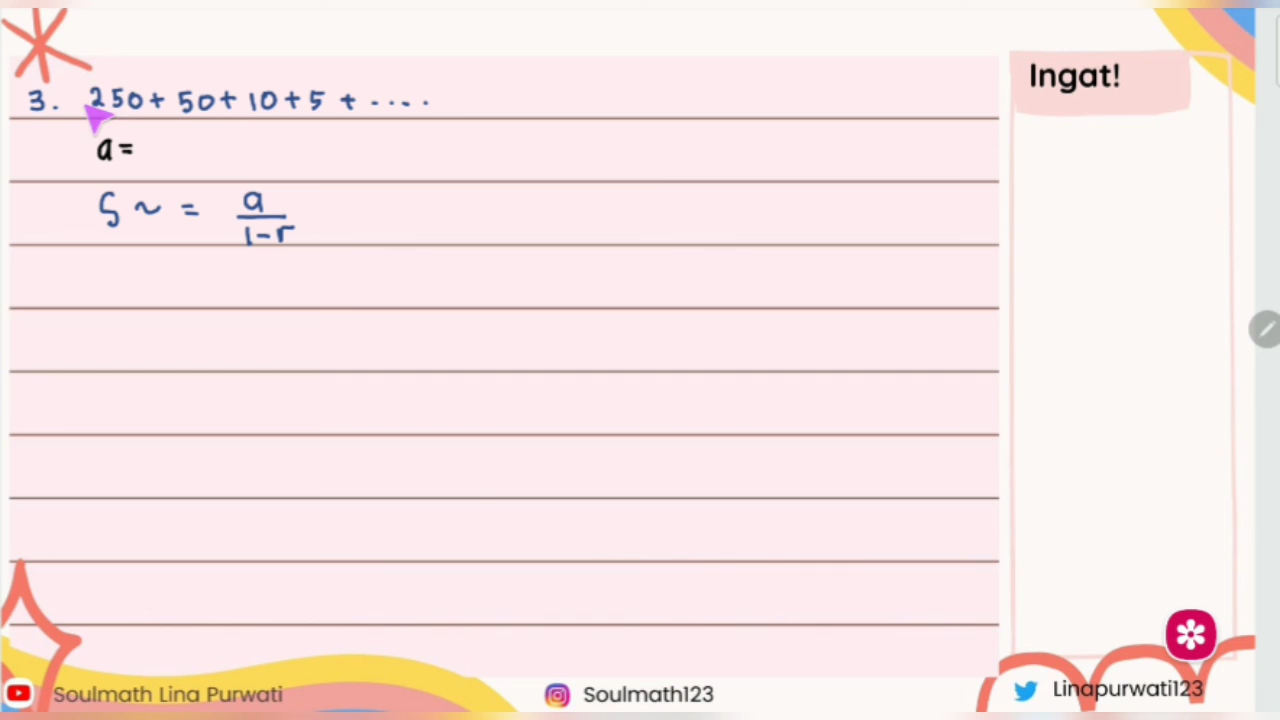 3. 250 + 50 + 10 + 5 + ....
a =
S ~ = a
1-r
Ingat!
Soulmath Lina Purwati
Soulmath123
Linapurwati123